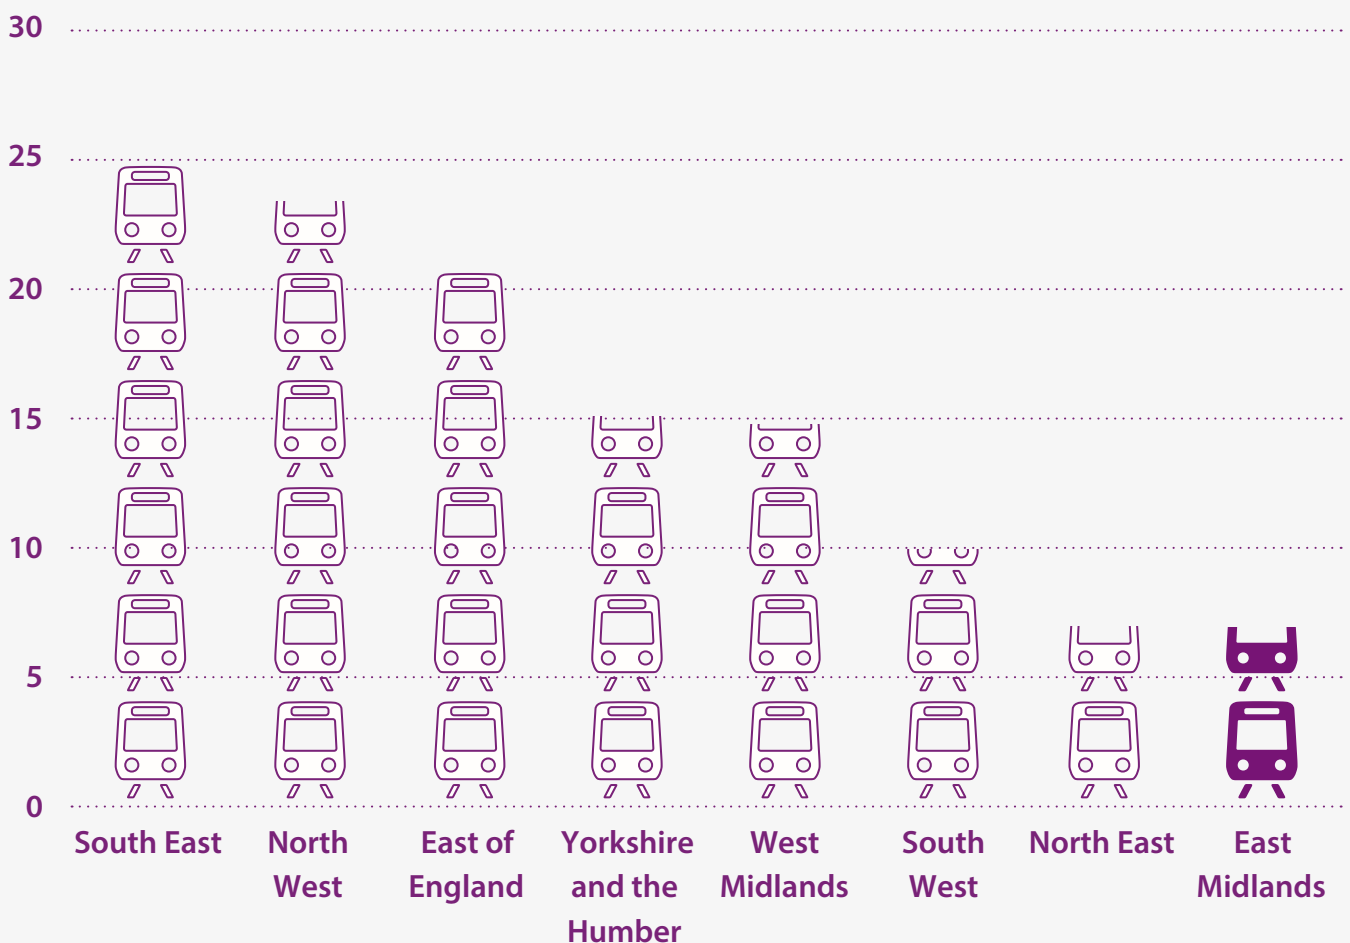 30
25
20
15
10
5
0
South East
North
West
East of
England
Yorkshire
and the
Humber
West
Midlands
South
West
North East
East
Midlands